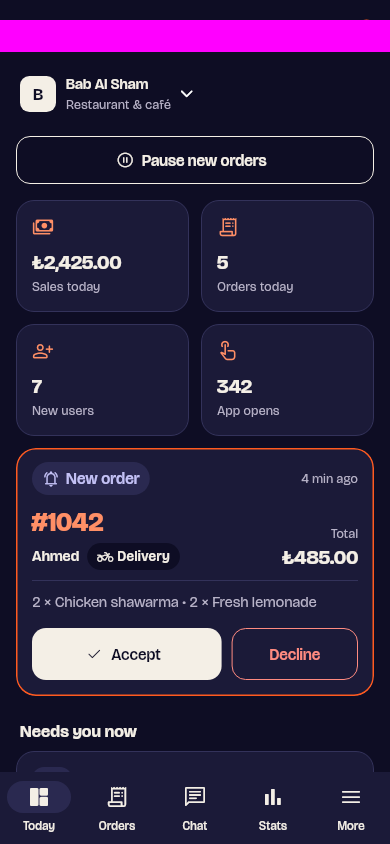 B
Bab Al Sham
Restaurant & café
Pause new orders
₺2,425.00
Sales today
5
Orders today
7
New users
342
App opens
New order
4 min ago
#1042
Total
Ahmed
Delivery
₺485.00
2 × Chicken shawarma • 2 × Fresh lemonade
Accept
Decline
Needs you now
Today
Orders
Chat
Stats
More